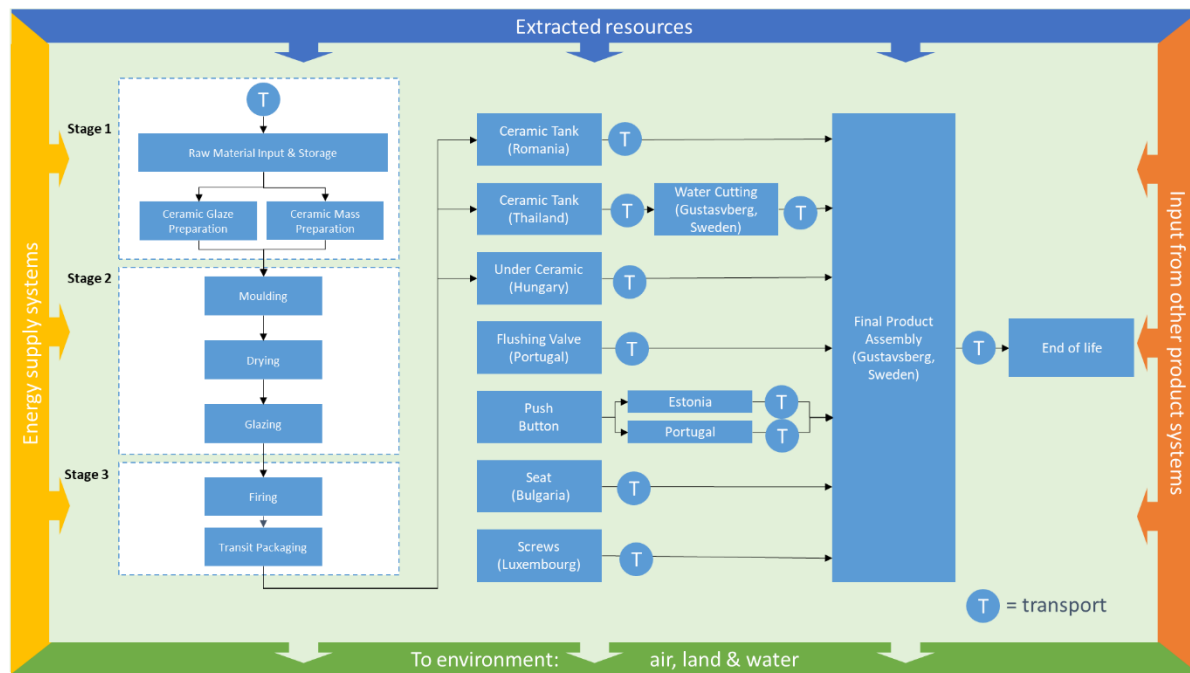 Extracted resources
Energy supply systems
Input from other product systems
Stage 1
T
Raw Material Input & Storage
Ceramic Glaze
Preparation
Ceramic Mass
Preparation
Stage 2
Moulding
Drying
Glazing
Stage 3
Firing
Transit Packaging
Ceramic Tank
(Romania)
T
Ceramic Tank
(Thailand)
T
Water Cutting
(Gustasvberg,
Sweden)
T
Under Ceramic
(Hungary)
T
Flushing Valve
(Portugal)
T
Push
Button
Estonia
T
Portugal
T
Seat
(Bulgaria)
T
Screws
(Luxembourg)
T
Final Product
Assembly
(Gustavsberg,
Sweden)
T
End of life
T = transport
To environment: air, land & water